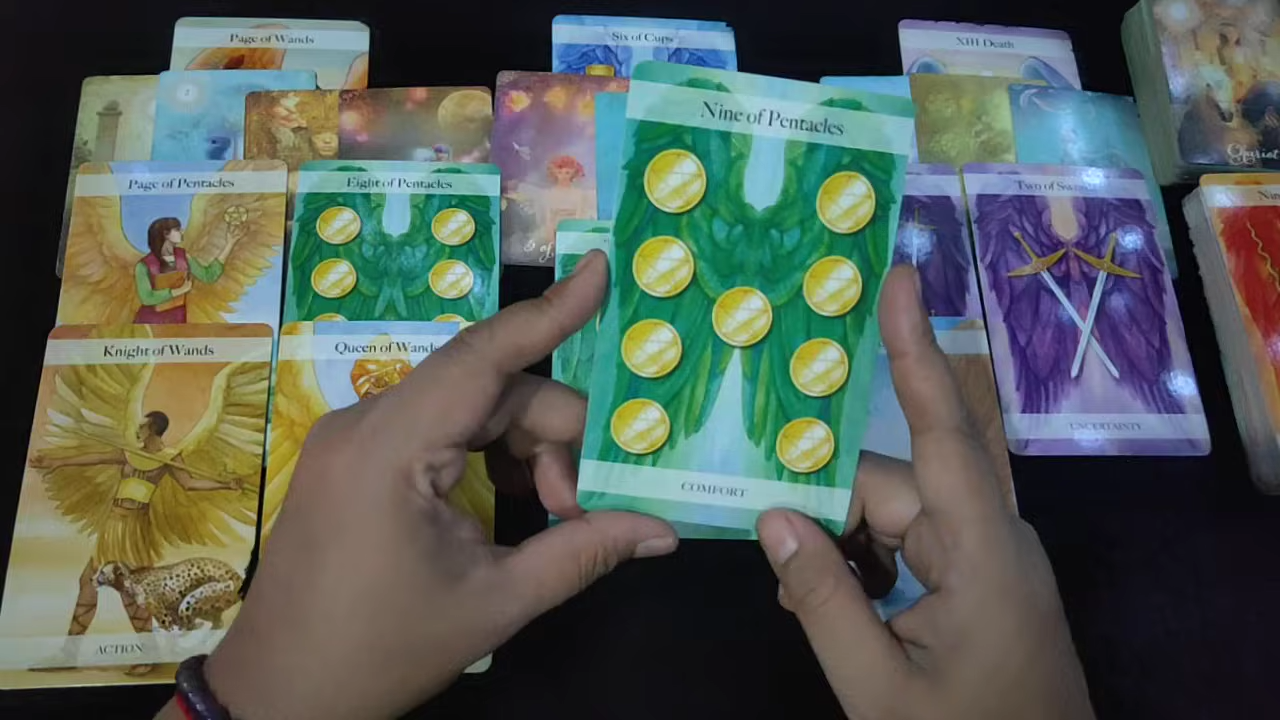 Page of Wands
Six of Cups
XIII Death
Nine of Pentacles
Page of Pentacles
Eight of Pentacles
Two of
Knight of Wands
Queen of Wands
UNCERTAINTY
COMFORT
ACTION